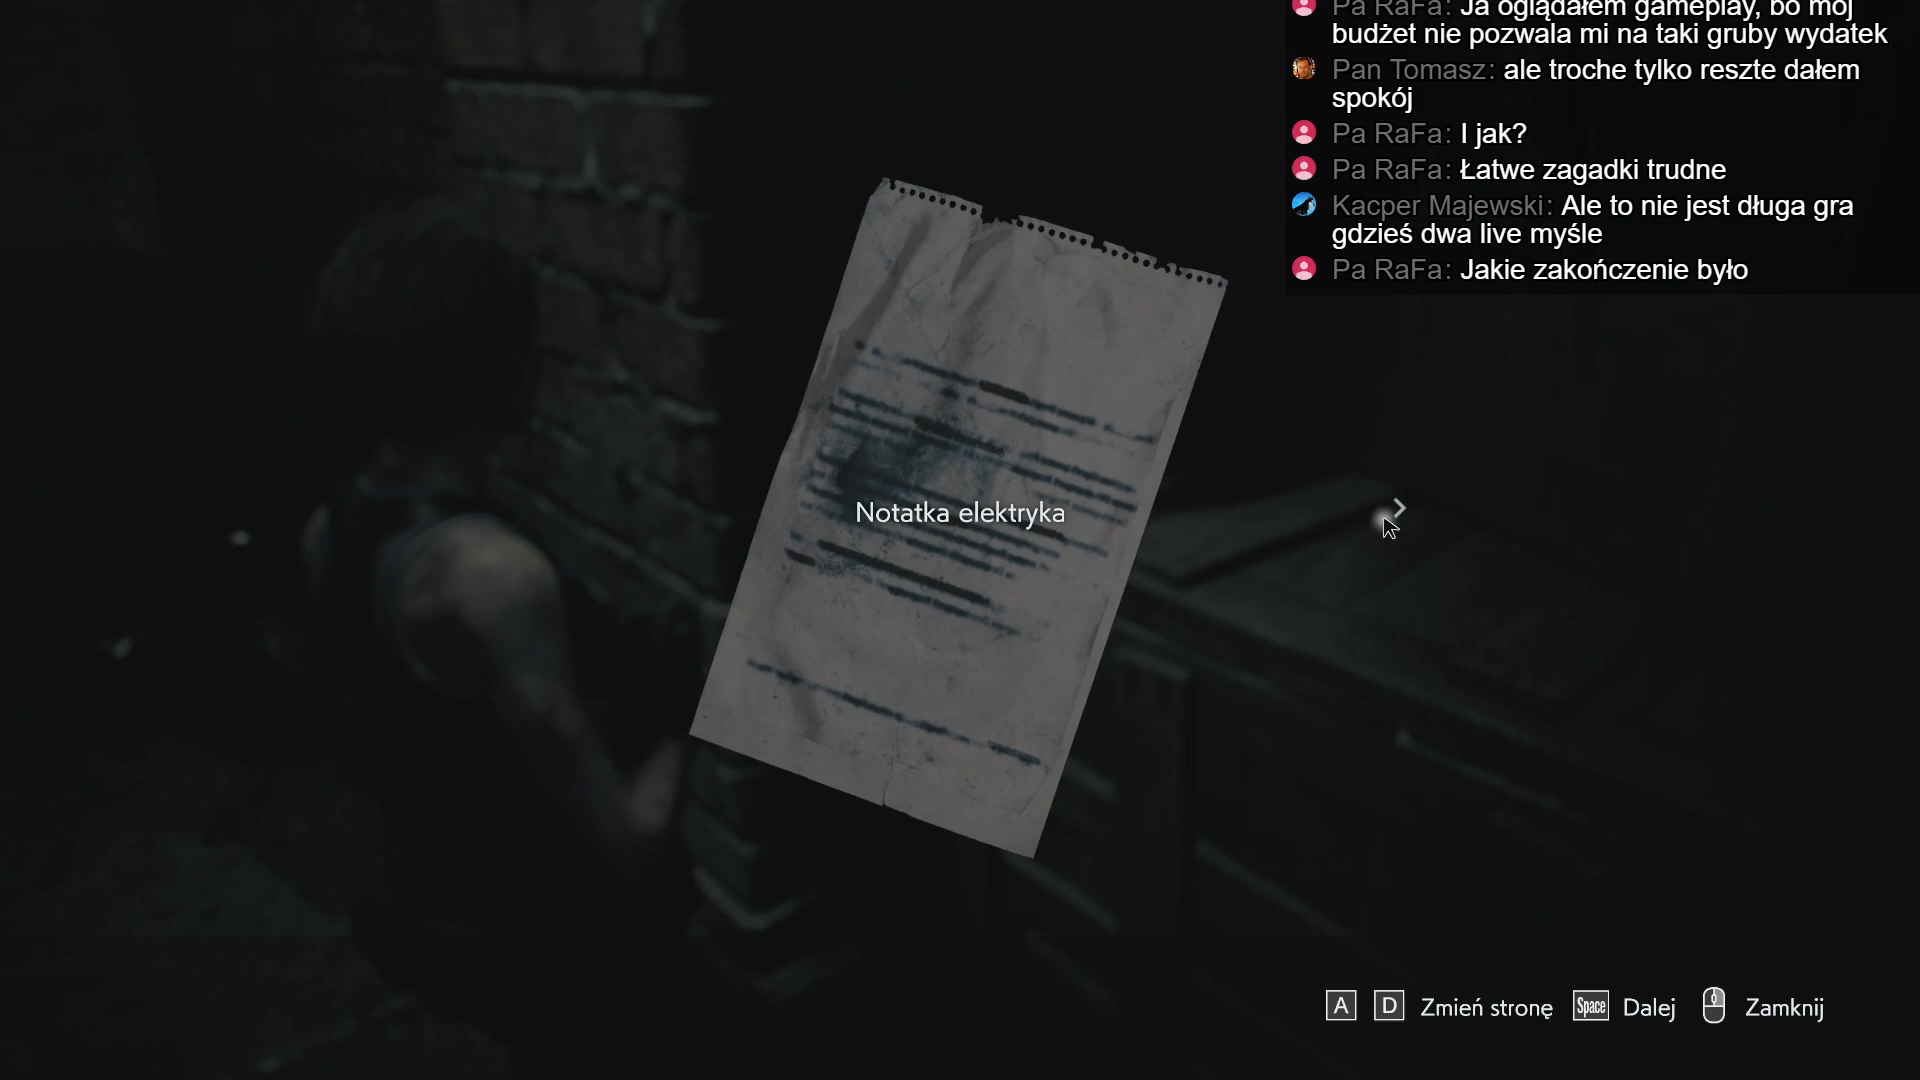 Pa RaFa: Ja oglądałem gameplay, bo mój
budżet nie pozwala mi na taki gruby wydatek
Pan Tomasz: ale troche tylko reszte dałem
spokój
Pa RaFa: I jak?
Pa RaFa: Łatwe zagadki trudne
Kacper Majewski: Ale to nie jest długa gra
gdzieś dwa live myśle
Pa RaFa: Jakie zakończenie było
Notatka elektryka
A D Zmień stronę Space Dalej Zamknij